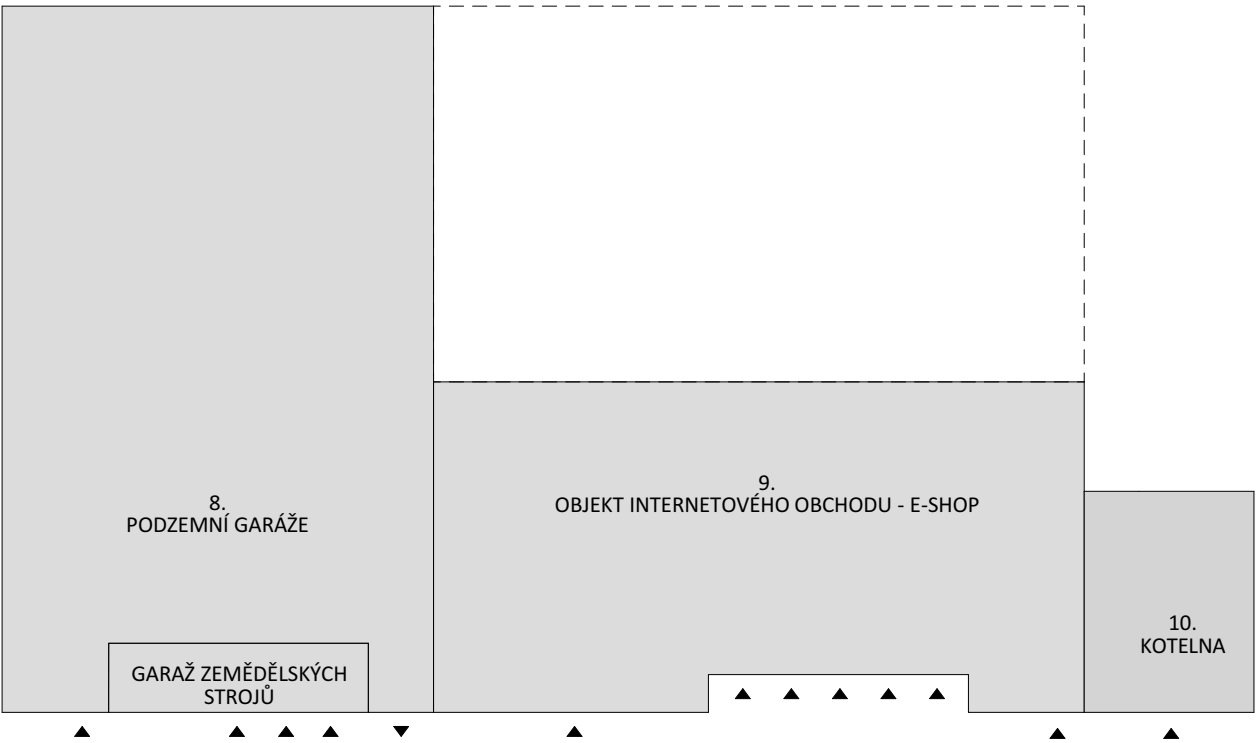 8.
PODZEMNÍ GARÁŽE
GARAŽ ZEMĚDĚLSKÝCH
STROJŮ
9.
OBJEKT INTERNETOVÉHO OBCHODU - E-SHOP
10.
KOTELNA